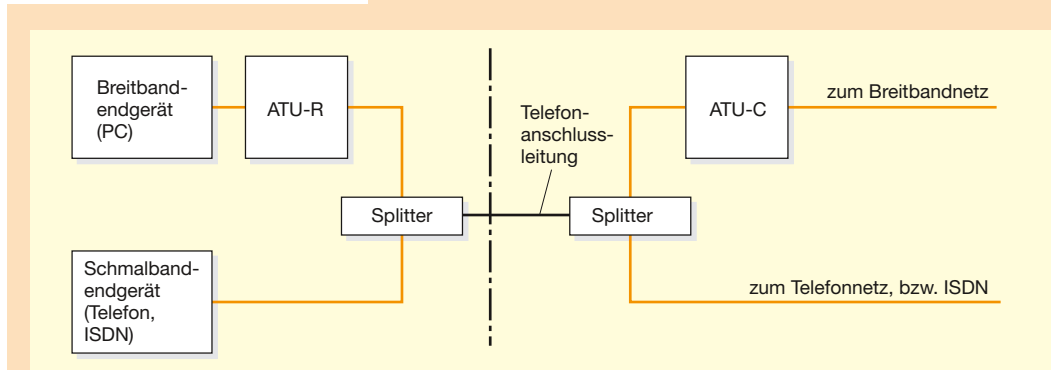 Breitband-
endgerät
(PC)
ATU-R
Splitter
Schmalband-
endgerät
(Telefon,
ISDN)
Telefon-
anschluss-
leitung
Splitter
ATU-C
zum Breitbandnetz
zum Telefonnetz, bzw. ISDN